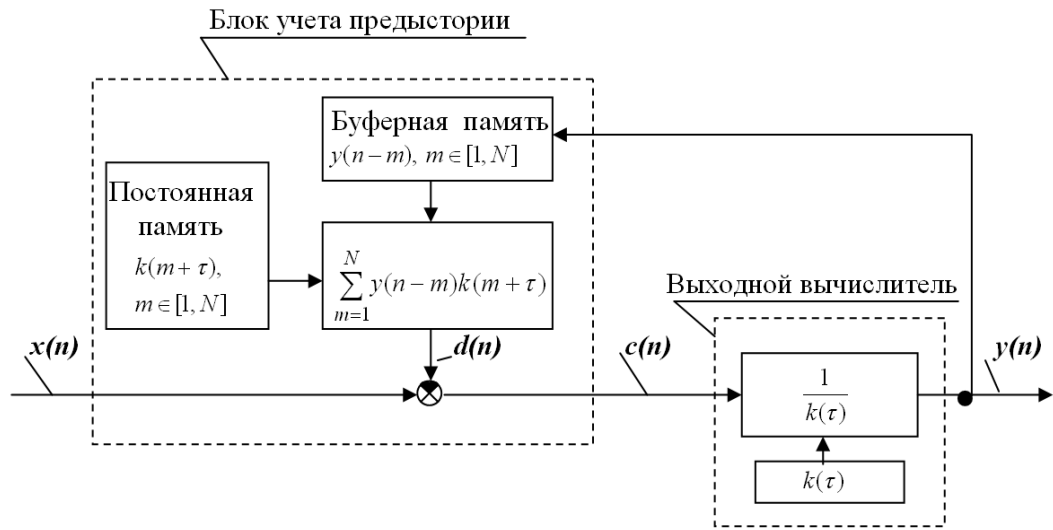 Блок учета предыстории
Буферная память
y(n−m), m∈[1, N]
Постоянная
память
k(m+τ),
m∈[1, N]
N
∑ y(n−m)k(m+τ)
m=1
Выходной вычислитель
x(n)
d(n)
c(n)
y(n)
1
k(τ)
k(τ)